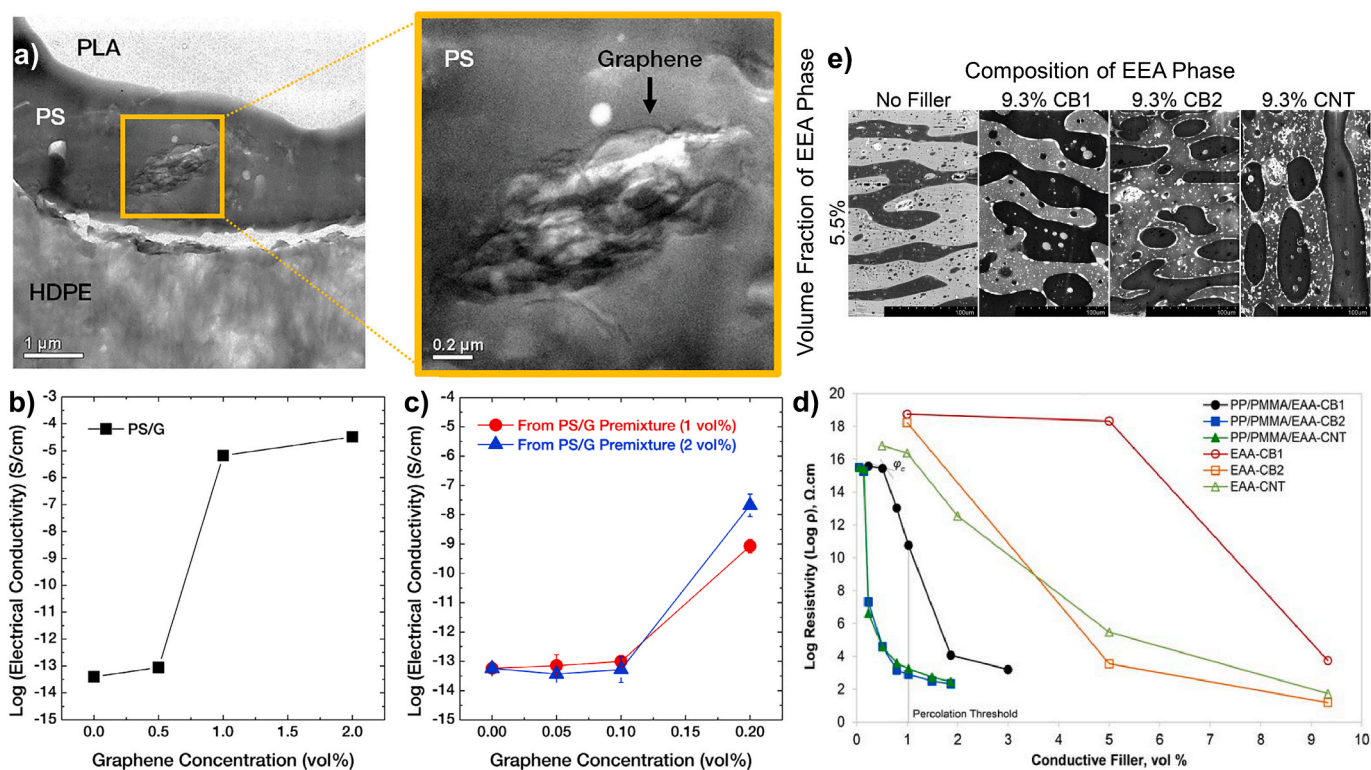 a)
PLA
PS
HDPE
1 µm
PS
Graphene
0.2 µm
e)
Composition of EEA Phase
No Filler 9.3% CB1 9.3% CB2 9.3% CNT
Volume Fraction of EEA Phase
5.5%
100um
100um
100um
100um
b)
PS/G
Log (Electrical Conductivity) (S/cm)
-3
-4
-5
-6
-7
-8
-9
-10
-11
-12
-13
-14
-15
0.0 0.5 1.0 1.5 2.0
Graphene Concentration (vol%)
c)
From PS/G Premixture (1 vol%)
From PS/G Premixture (2 vol%)
Log (Electrical Conductivity) (S/cm)
-4
-5
-6
-7
-8
-9
-10
-11
-12
-13
-14
-15
0.00 0.05 0.10 0.15 0.20
Graphene Concentration (vol%)
d)
PP/PMMA/EAA-CB1
PP/PMMA/EAA-CB2
PP/PMMA/EAA-CNT
EAA-CB1
EAA-CB2
EAA-CNT
φc
Percolation Threshold
Log Resistivity (Log ρ), Ω.cm
20
18
16
14
12
10
8
6
4
2
0
0 1 2 3 4 5 6 7 8 9 10
Conductive Filler, vol %